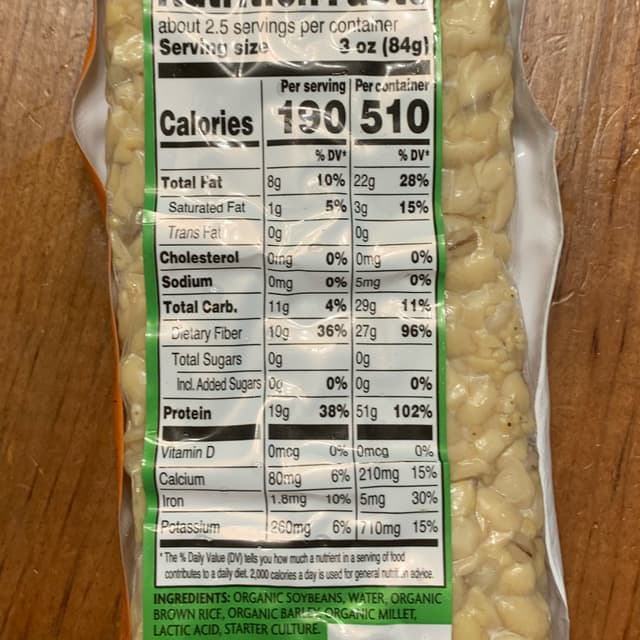 Nutrition Facts
about 2.5 servings per container
Serving size 3 oz (84g)
Per serving Per container
Calories 190 510
% DV* % DV*
Total Fat 8g 10% 22g 28%
Saturated Fat 1g 5% 3g 15%
Trans Fat 0g 0g
Cholesterol 0mg 0% 0mg 0%
Sodium 0mg 0% 5mg 0%
Total Carb. 11g 4% 29g 11%
Dietary Fiber 10g 36% 27g 96%
Total Sugars 0g 0g
Incl. Added Sugars 0g 0% 0g 0%
Protein 19g 38% 51g 102%
Vitamin D 0mcg 0% 0mcg 0%
Calcium 80mg 6% 210mg 15%
Iron 1.8mg 10% 5mg 30%
Potassium 260mg 6% 710mg 15%
* The % Daily Value (DV) tells you how much a nutrient in a serving of food
contributes to a daily diet. 2,000 calories a day is used for general nutrition advice.
INGREDIENTS: ORGANIC SOYBEANS, WATER, ORGANIC
BROWN RICE, ORGANIC BARLEY, ORGANIC MILLET,
LACTIC ACID, STARTER CULTURE.